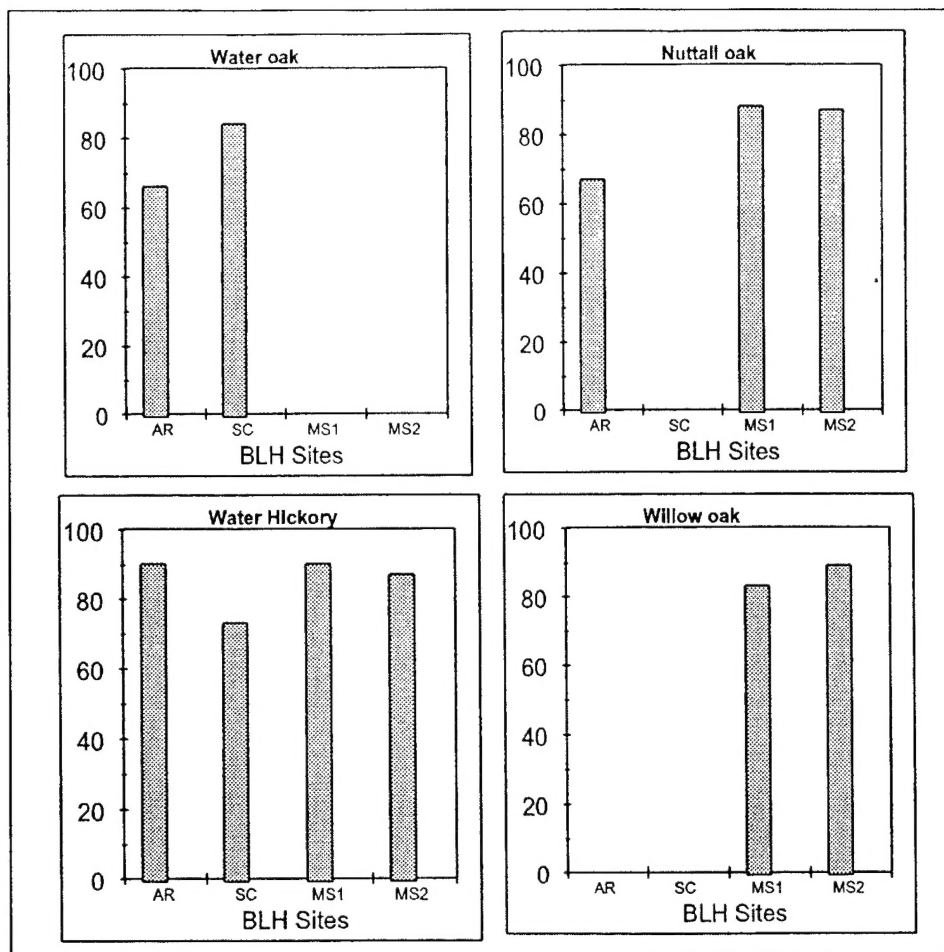 Water oak
100
80
60
40
20
0
AR SC MS1 MS2
BLH Sites
Nuttall oak
100
80
60
40
20
0
AR SC MS1 MS2
BLH Sites
Water HIckory
100
80
60
40
20
0
AR SC MS1 MS2
BLH Sites
Willow oak
100
80
60
40
20
0
AR SC MS1 MS2
BLH Sites